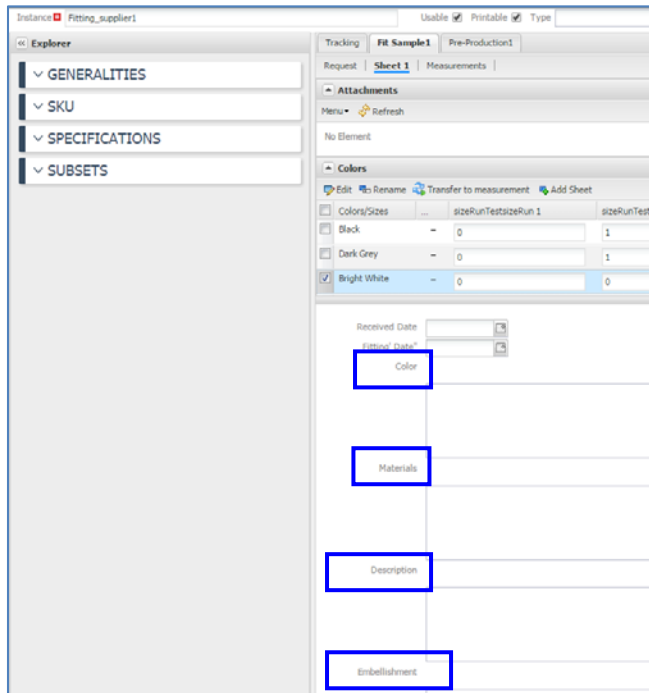 Instance Fitting_supplier1 Usable Printable Type
« Explorer
GENERALITIES
SKU
SPECIFICATIONS
SUBSETS
Tracking Fit Sample1 Pre-Production1
Request | Sheet 1 | Measurements |
Attachments
Menu Refresh
No Element
Colors
Edit Rename Transfer to measurement Add Sheet
Colors/Sizes ... sizeRunTestsizeRun 1 sizeRunTest
Black - 0 1
Dark Grey - 0 1
Bright White - 0 0
Received Date
Fitting' Date"
Color
Materials
Description
Embellishment